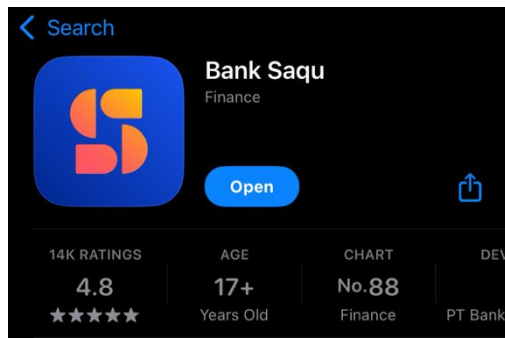 Search
Bank Saqu
Finance
Open
14K RATINGS
4.8
★★★★★
AGE
17+
Years Old
CHART
No.88
Finance
DEV
PT Bank